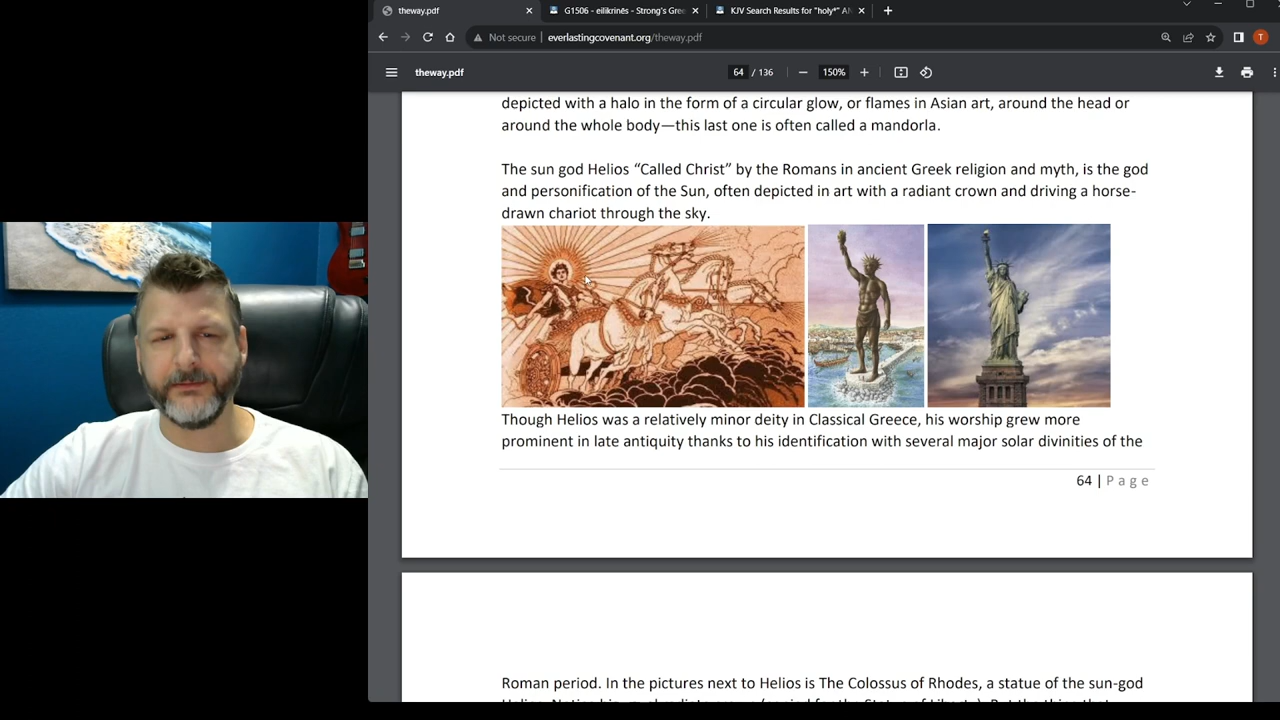 theway.pdf
G1506 - eilikrinēs - Strong's Gre
KJV Search Results for "holy*" AN
Not secure
everlastingcovenant.org/theway.pdf
T
theway.pdf
64 / 136
150%
depicted with a halo in the form of a circular glow, or flames in Asian art, around the head or
around the whole body—this last one is often called a mandorla.
The sun god Helios “Called Christ” by the Romans in ancient Greek religion and myth, is the god
and personification of the Sun, often depicted in art with a radiant crown and driving a horse-
drawn chariot through the sky.
Though Helios was a relatively minor deity in Classical Greece, his worship grew more
prominent in late antiquity thanks to his identification with several major solar divinities of the
64 | Page
Roman period. In the pictures next to Helios is The Colossus of Rhodes, a statue of the sun-god